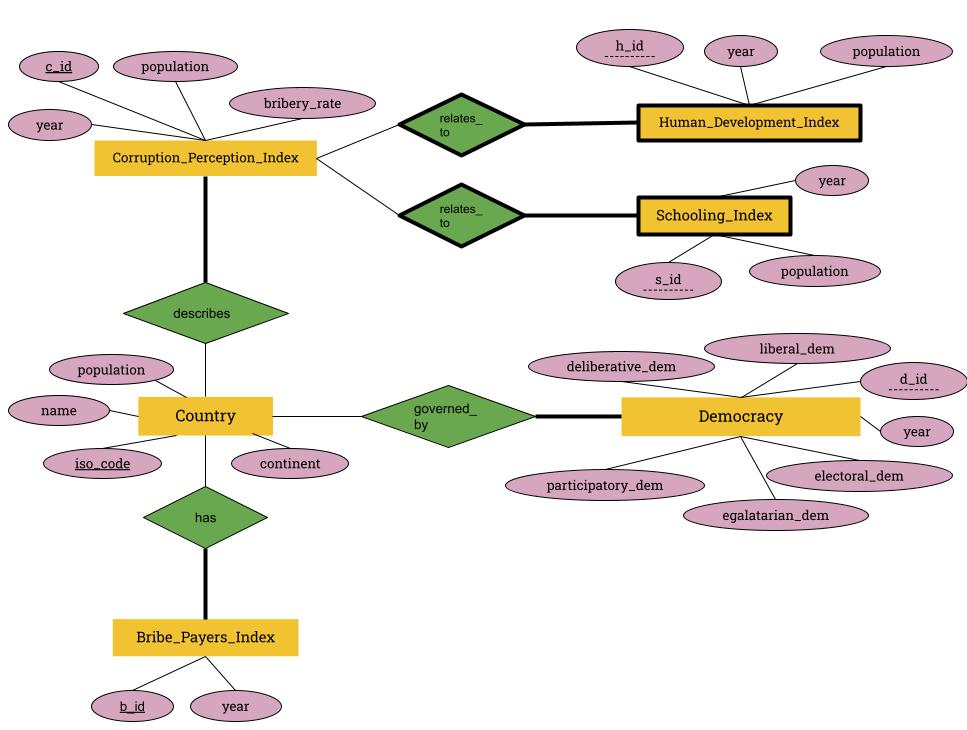 h_id
year
population
c_id
population
bribery_rate
year
relates_
to
Human_Development_Index
Corruption_Perception_Index
year
relates_
to
Schooling_Index
s_id
population
describes
liberal_dem
deliberative_dem
d_id
population
name
Country
governed_
by
Democracy
year
iso_code
continent
participatory_dem
electoral_dem
egalatarian_dem
has
Bribe_Payers_Index
b_id
year